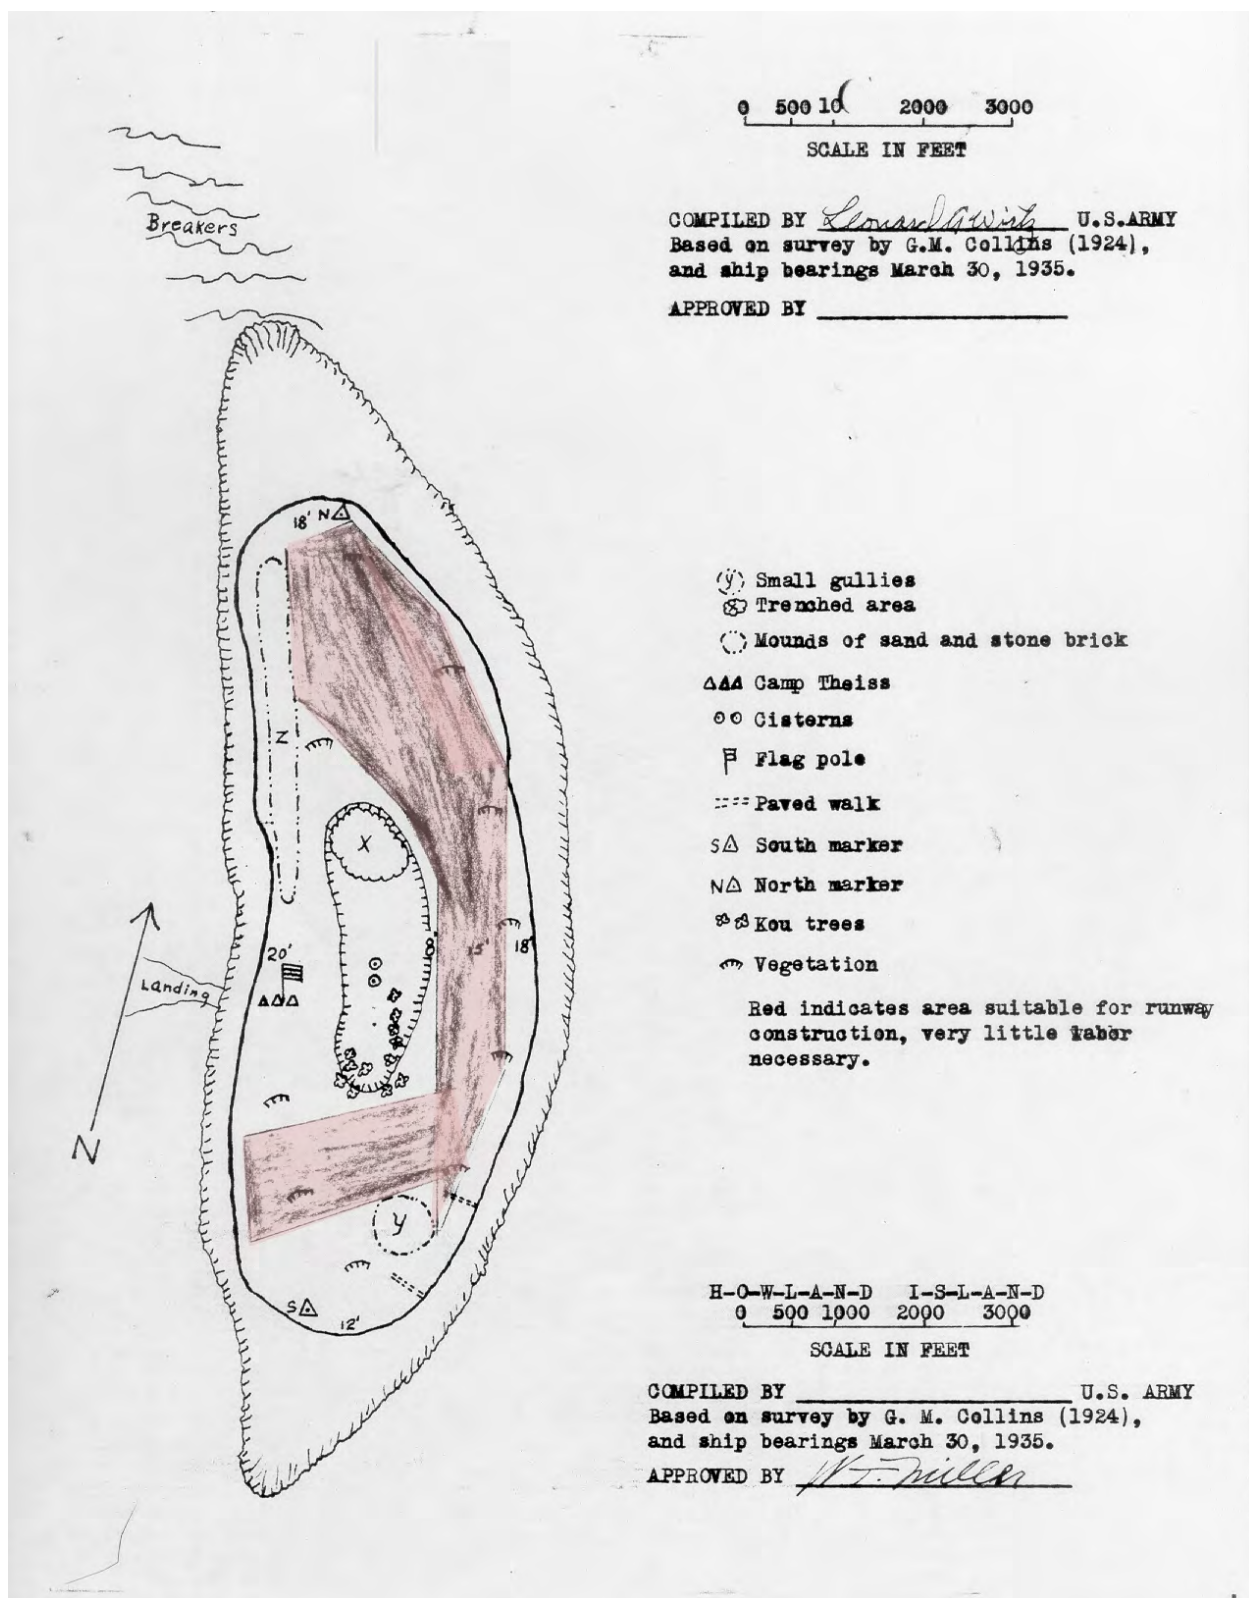 0 500 10 2000 3000
SCALE IN FEET
COMPILED BY Leonard G Wirtz U.S.ARMY
Based on survey by G.M. Collins (1924),
and ship bearings March 30, 1935.
APPROVED BY
Breakers
18' N
Z
X
20'
15' 18'
Landing
N
y
S
12'
y Small gullies
x Trenched area
Mounds of sand and stone brick
Camp Theiss
Cisterns
Flag pole
Paved walk
S South marker
N North marker
Kou trees
Vegetation
Red indicates area suitable for runway
construction, very little labor
necessary.
H-O-W-L-A-N-D I-S-L-A-N-D
0 500 1000 2000 3000
SCALE IN FEET
COMPILED BY U.S. ARMY
Based on survey by G. M. Collins (1924),
and ship bearings March 30, 1935.
APPROVED BY W.T. Miller